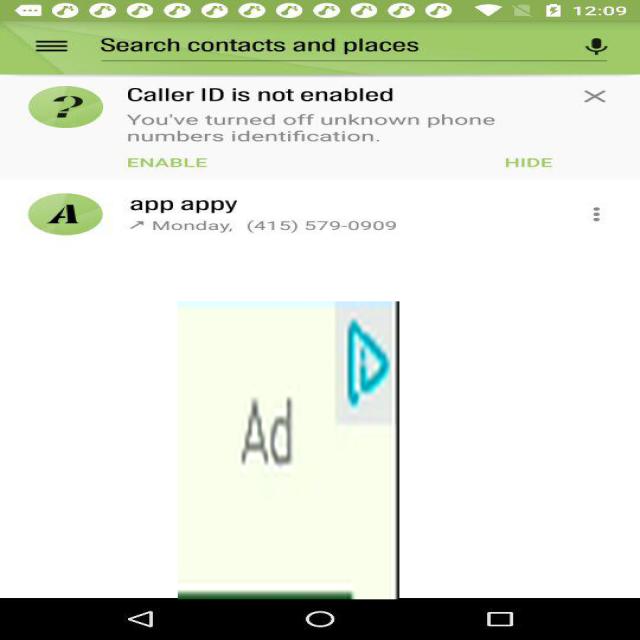 12:09
Search contacts and places
?
Caller ID is not enabled
You've turned off unknown phone
numbers identification.
ENABLE HIDE
A
app appy
Monday, (415) 579-0909
Ad